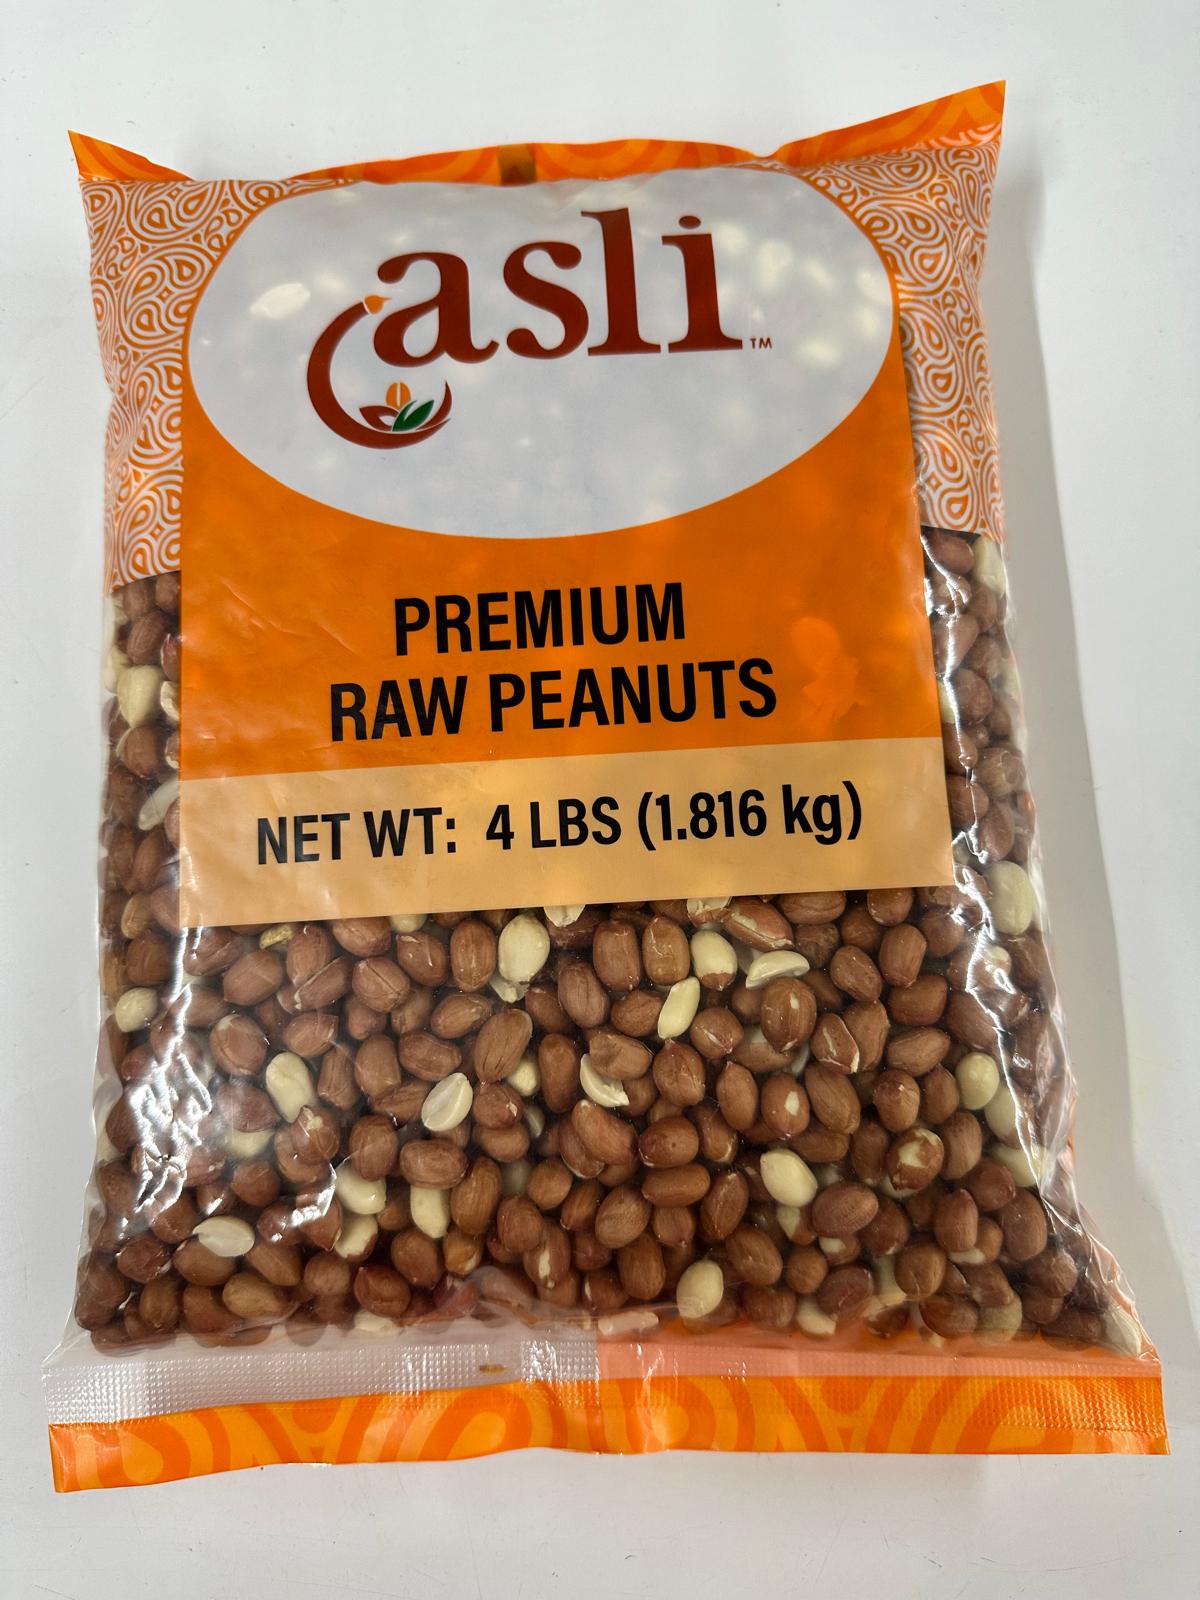 asli™
PREMIUM
RAW PEANUTS
NET WT: 4 LBS (1.816 kg)